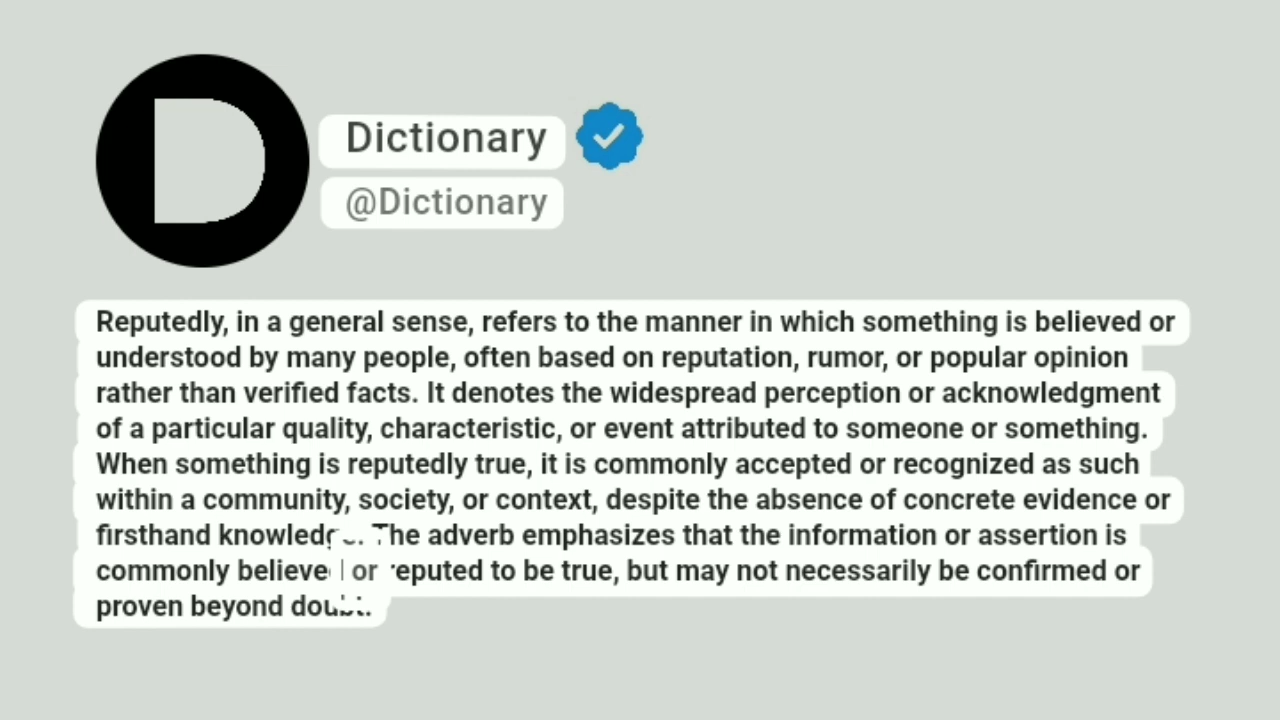 D
Dictionary
@Dictionary
Reputedly, in a general sense, refers to the manner in which something is believed or
understood by many people, often based on reputation, rumor, or popular opinion
rather than verified facts. It denotes the widespread perception or acknowledgment
of a particular quality, characteristic, or event attributed to someone or something.
When something is reputedly true, it is commonly accepted or recognized as such
within a community, society, or context, despite the absence of concrete evidence or
firsthand knowledge. The adverb emphasizes that the information or assertion is
commonly believed or reputed to be true, but may not necessarily be confirmed or
proven beyond doubt.